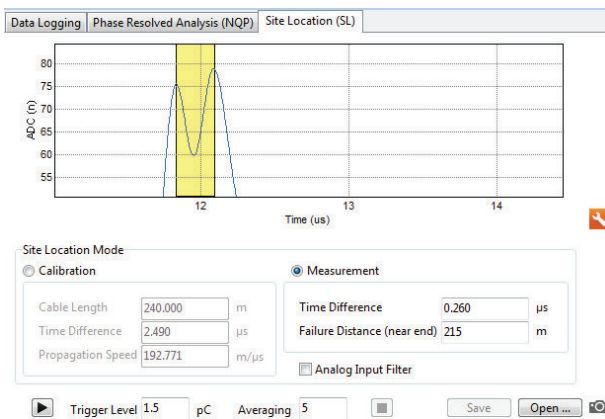 Data Logging Phase Resolved Analysis (NQP) Site Location (SL)
80
75
70
65
60
55
ADC (n)
12 13 14
Time (us)
Site Location Mode
Calibration Measurement
Cable Length 240.000 m
Time Difference 2.490 µs
Propagation Speed 192.771 m/µs
Time Difference 0.260 µs
Failure Distance (near end) 215 m
Analog Input Filter
Trigger Level 1.5 pC Averaging 5 Save Open ...